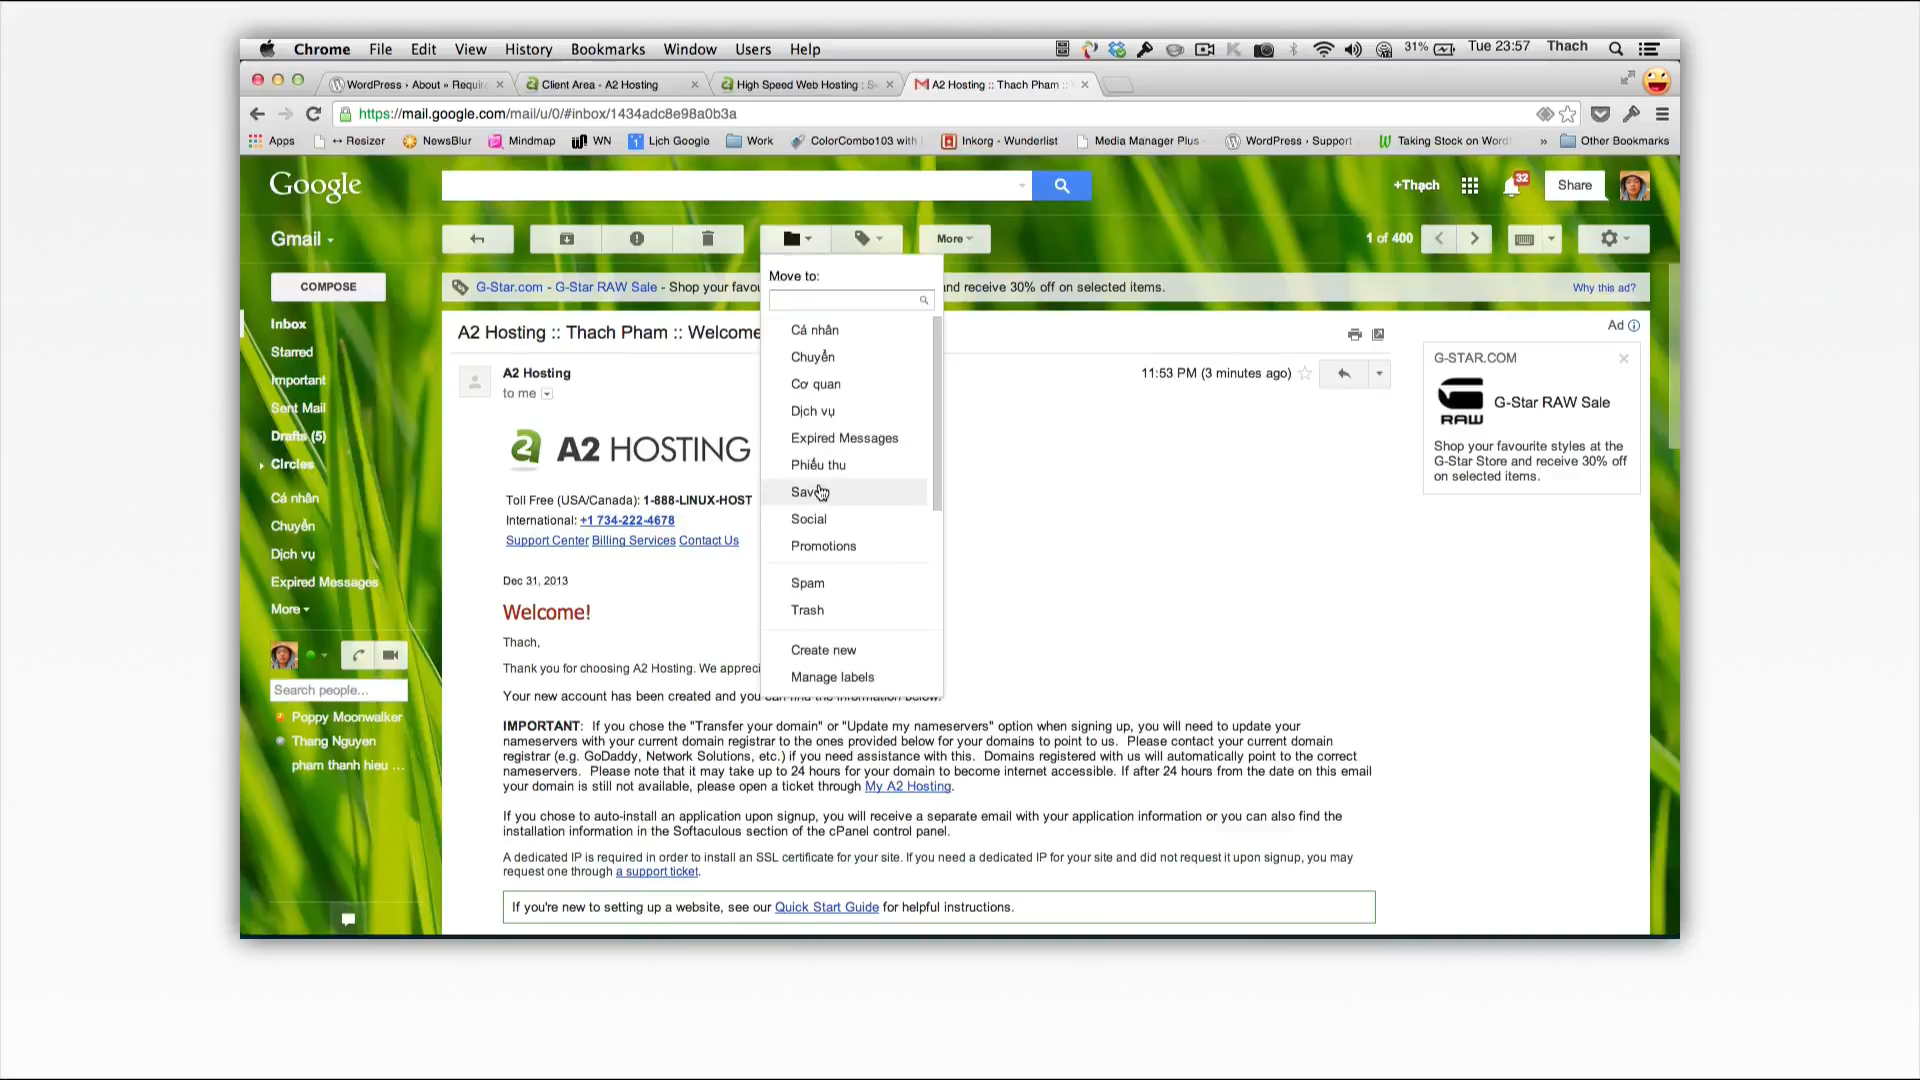 Chrome File Edit View History Bookmarks Window Users Help
31% Tue 23:57 Thach
WordPress › About » Requir
Client Area - A2 Hosting
High Speed Web Hosting : S
A2 Hosting :: Thach Pham ::
https://mail.google.com/mail/u/0/#inbox/1434adc8e98a0b3a
Apps ↔ Resizer NewsBlur Mindmap WN Lịch Google Work ColorCombo103 with Inkorg - Wunderlist Media Manager Plus WordPress › Support Taking Stock on Word » Other Bookmarks
Google
+Thạch 32 Share
Gmail
More
1 of 400
COMPOSE
Inbox
Starred
Important
Sent Mail
Drafts (5)
Circles
Cá nhân
Chuyển
Dịch vụ
Expired Messages
More
Search people...
Poppy Moonwalker
Thang Nguyen
pham thanh hieu ...
Move to:
Cá nhân
Chuyển
Cơ quan
Dịch vụ
Expired Messages
Phiếu thu
Social
Promotions
Spam
Trash
Create new
Manage labels
G-Star.com - G-Star RAW Sale - Shop your favou
and receive 30% off on selected items.
Why this ad?
A2 Hosting :: Thach Pham :: Welcome
A2 Hosting
to me
11:53 PM (3 minutes ago)
2 A2 HOSTING
Toll Free (USA/Canada): 1-888-LINUX-HOST
International: +1 734-222-4678
Support Center Billing Services Contact Us
Dec 31, 2013
Welcome!
Thach,
Thank you for choosing A2 Hosting. We appreci
Your new account has been created and you can find the information below.
IMPORTANT: If you chose the "Transfer your domain" or "Update my nameservers" option when signing up, you will need to update your
nameservers with your current domain registrar to the ones provided below for your domains to point to us. Please contact your current domain
registrar (e.g. GoDaddy, Network Solutions, etc.) if you need assistance with this. Domains registered with us will automatically point to the correct
nameservers. Please note that it may take up to 24 hours for your domain to become internet accessible. If after 24 hours from the date on this email
your domain is still not available, please open a ticket through My A2 Hosting.
If you chose to auto-install an application upon signup, you will receive a separate email with your application information or you can also find the
installation information in the Softaculous section of the cPanel control panel.
A dedicated IP is required in order to install an SSL certificate for your site. If you need a dedicated IP for your site and did not request it upon signup, you may
request one through a support ticket.
If you're new to setting up a website, see our Quick Start Guide for helpful instructions.
Ad
G-STAR.COM
RAW
G-Star RAW Sale
Shop your favourite styles at the
G-Star Store and receive 30% off
on selected items.